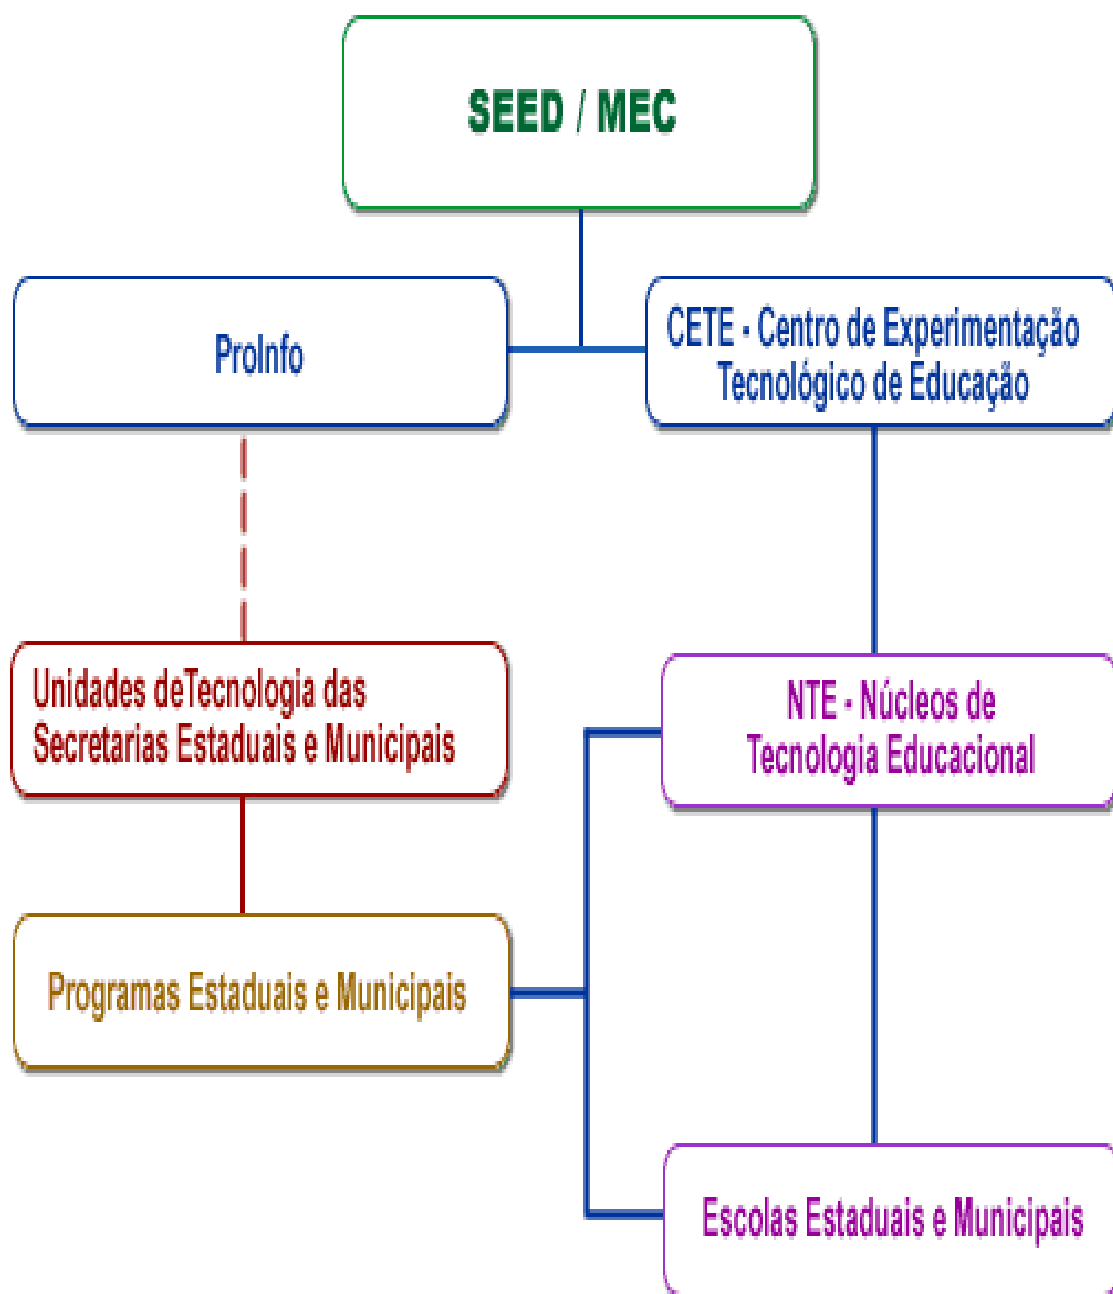 SEED / MEC
ProInfo
CETE - Centro de Experimentação
Tecnológico de Educação
Unidades deTecnologia das
Secretarias Estaduais e Municipais
NTE - Núcleos de
Tecnologia Educacional
Programas Estaduais e Municipais
Escolas Estaduais e Municipais